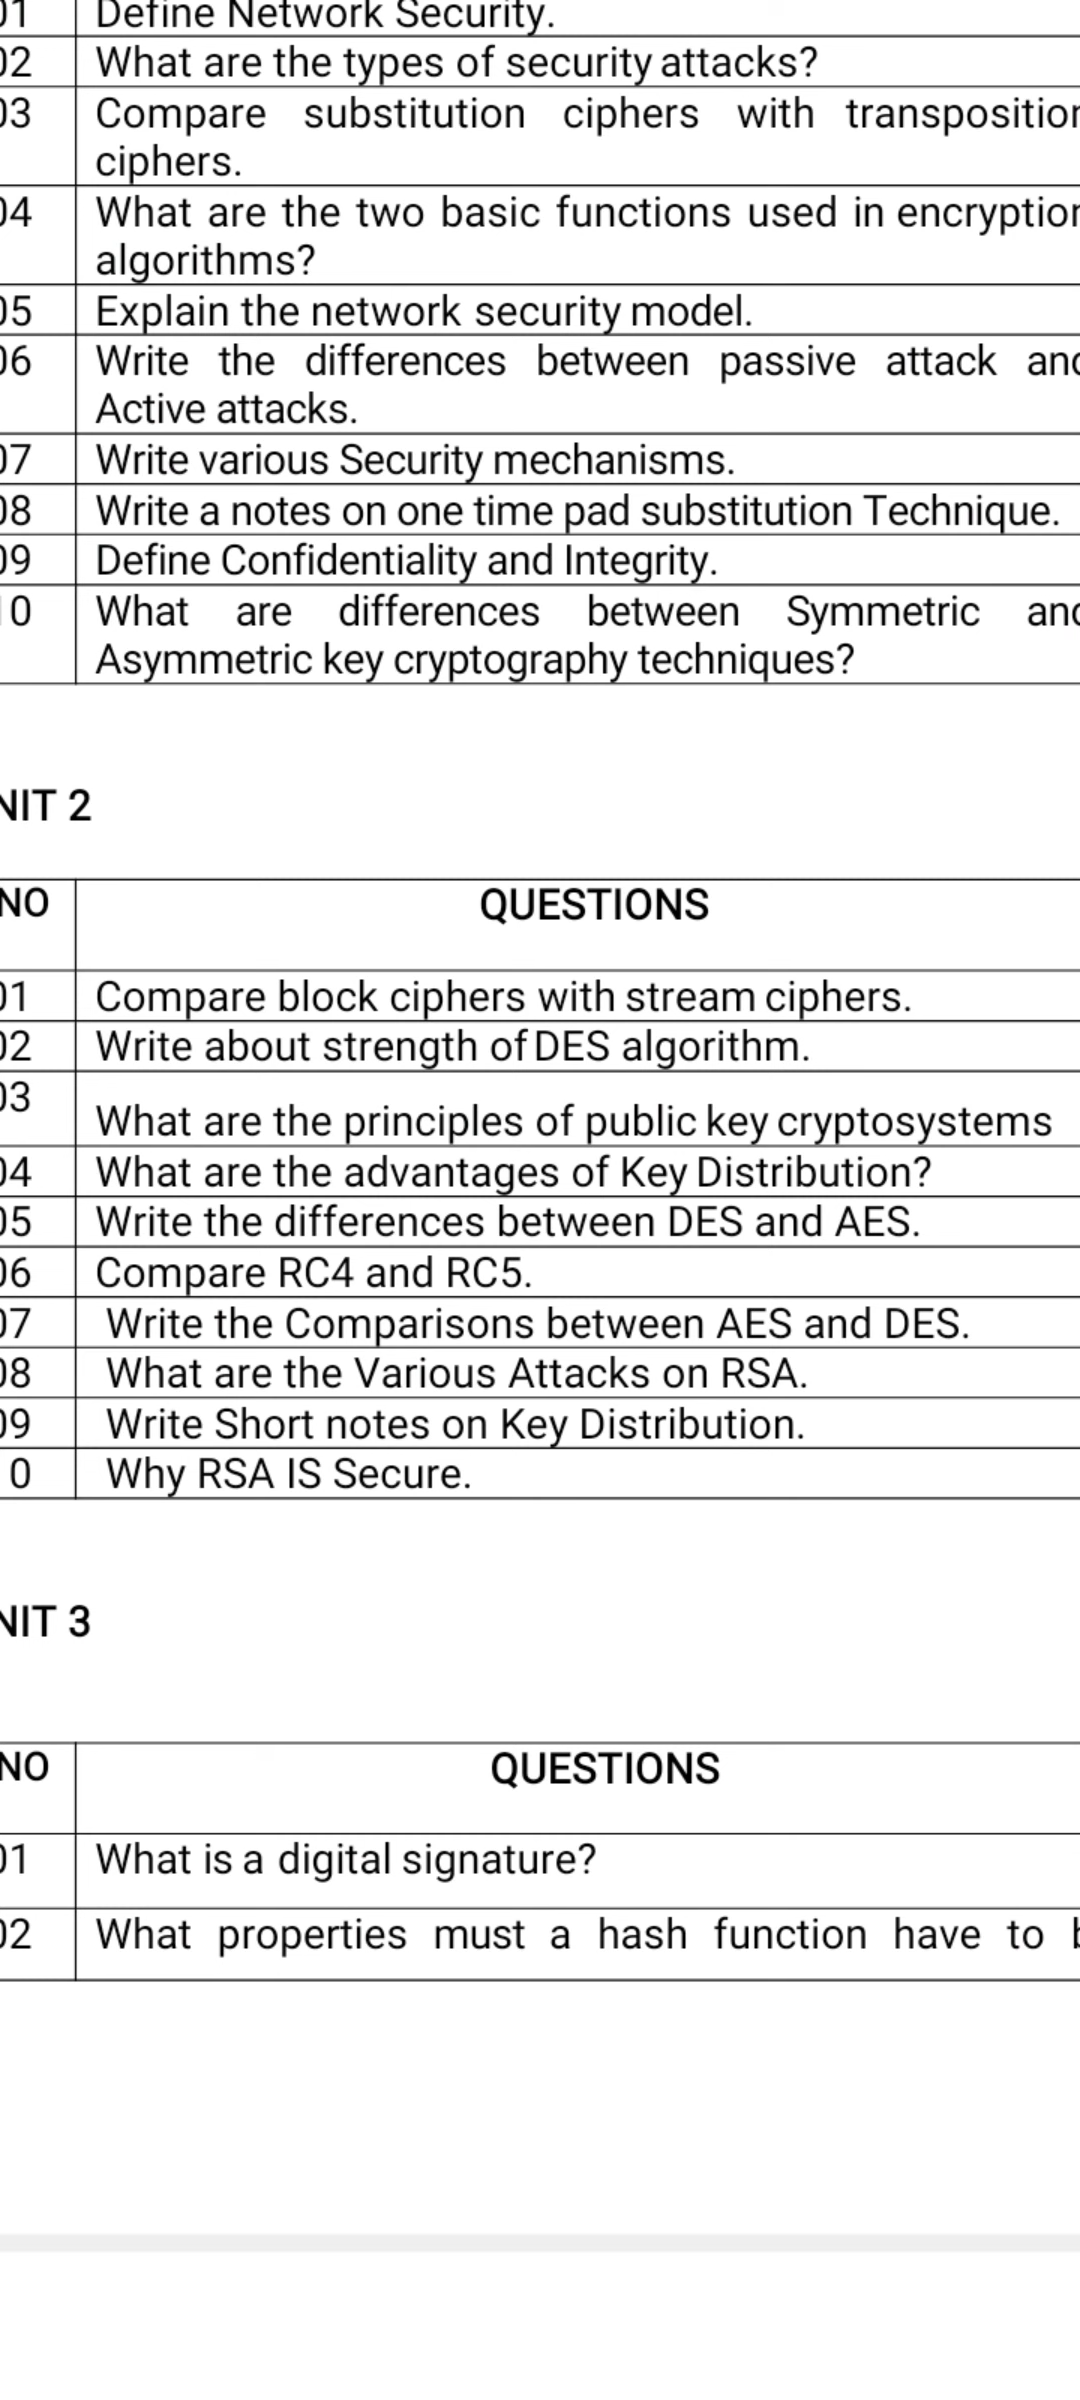 01 Define Network Security.
02 What are the types of security attacks?
03 Compare substitution ciphers with transposition
ciphers.
04 What are the two basic functions used in encryption
algorithms?
05 Explain the network security model.
06 Write the differences between passive attack and
Active attacks.
07 Write various Security mechanisms.
08 Write a notes on one time pad substitution Technique.
09 Define Confidentiality and Integrity.
10 What are differences between Symmetric and
Asymmetric key cryptography techniques?
NIT 2
NO QUESTIONS
01 Compare block ciphers with stream ciphers.
02 Write about strength of DES algorithm.
03 What are the principles of public key cryptosystems
04 What are the advantages of Key Distribution?
05 Write the differences between DES and AES.
06 Compare RC4 and RC5.
07 Write the Comparisons between AES and DES.
08 What are the Various Attacks on RSA.
09 Write Short notes on Key Distribution.
0 Why RSA IS Secure.
NIT 3
NO QUESTIONS
01 What is a digital signature?
02 What properties must a hash function have to